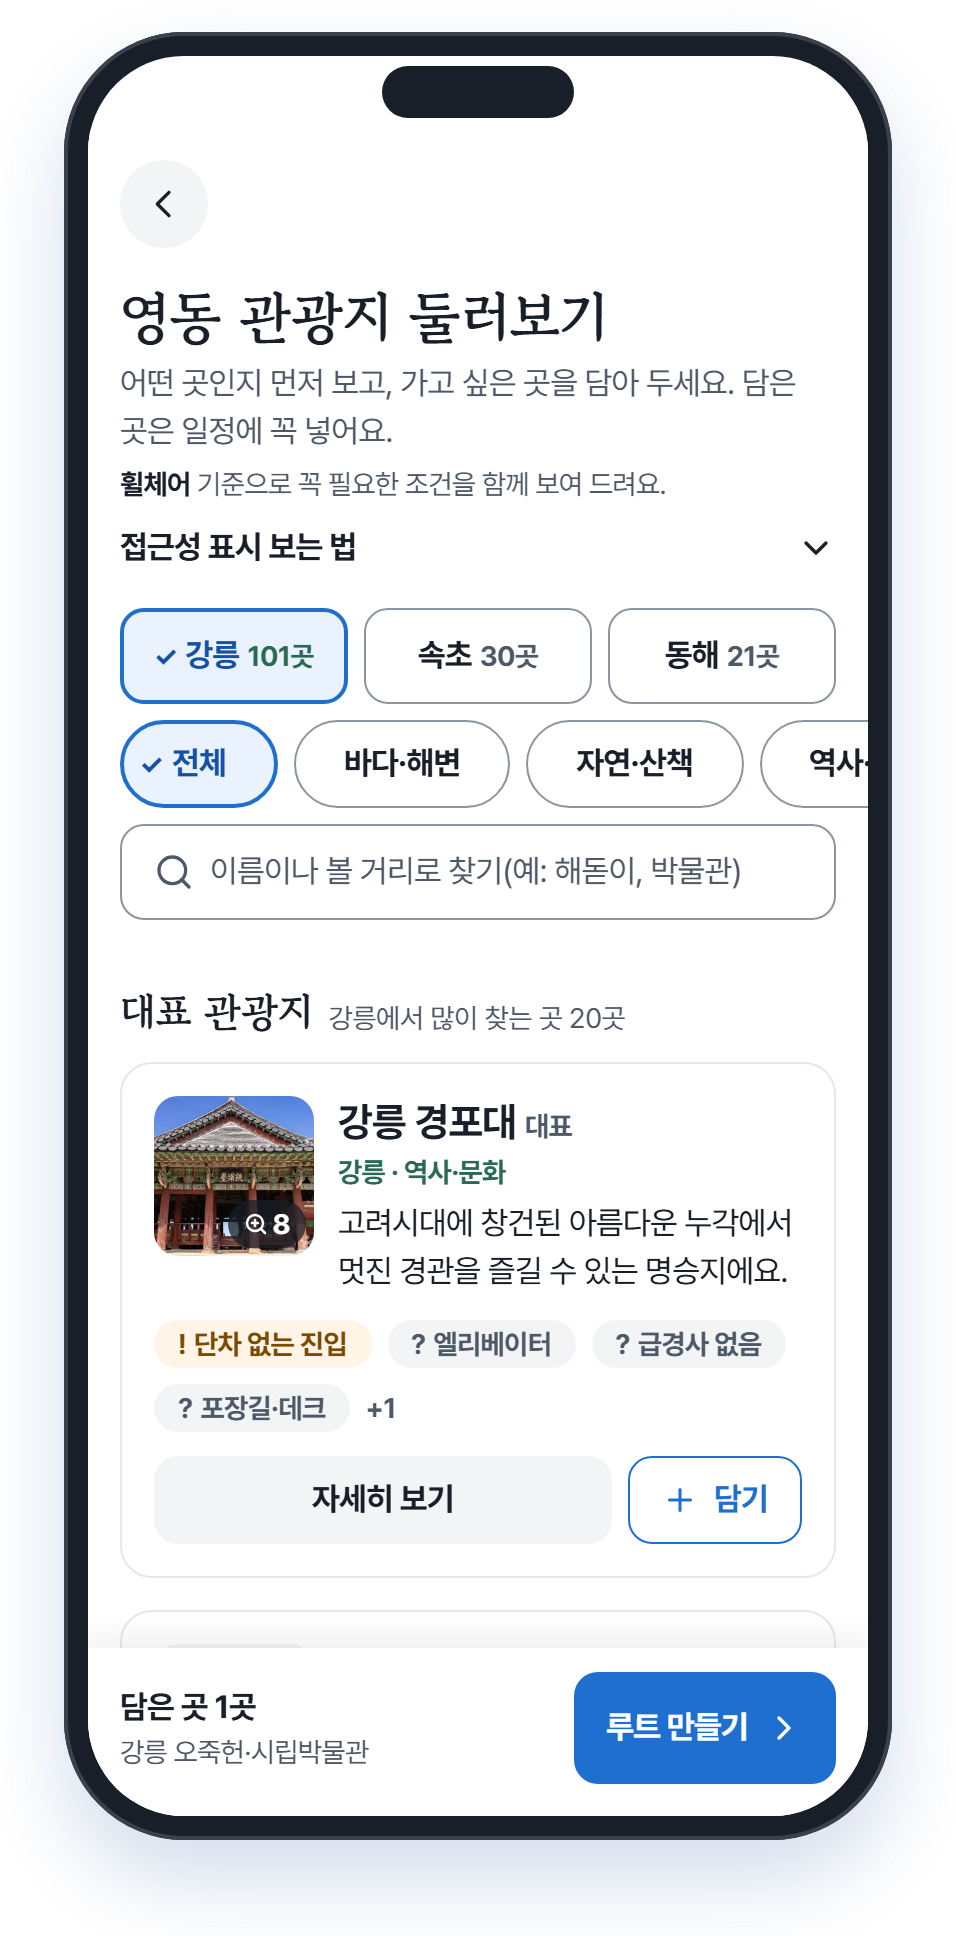 영동 관광지 둘러보기
어떤 곳인지 먼저 보고, 가고 싶은 곳을 담아 두세요. 담은
곳은 일정에 꼭 넣어요.
휠체어 기준으로 꼭 필요한 조건을 함께 보여 드려요.
접근성 표시 보는 법
강릉 101곳 속초 30곳 동해 21곳
전체 바다·해변 자연·산책 역사·
이름이나 볼 거리로 찾기(예: 해돋이, 박물관)
대표 관광지 강릉에서 많이 찾는 곳 20곳
강릉 경포대 대표
강릉 · 역사·문화
8
고려시대에 창건된 아름다운 누각에서
멋진 경관을 즐길 수 있는 명승지에요.
! 단차 없는 진입 ? 엘리베이터 ? 급경사 없음
? 포장길·데크 +1
자세히 보기 + 담기
담은 곳 1곳
강릉 오죽헌·시립박물관
루트 만들기